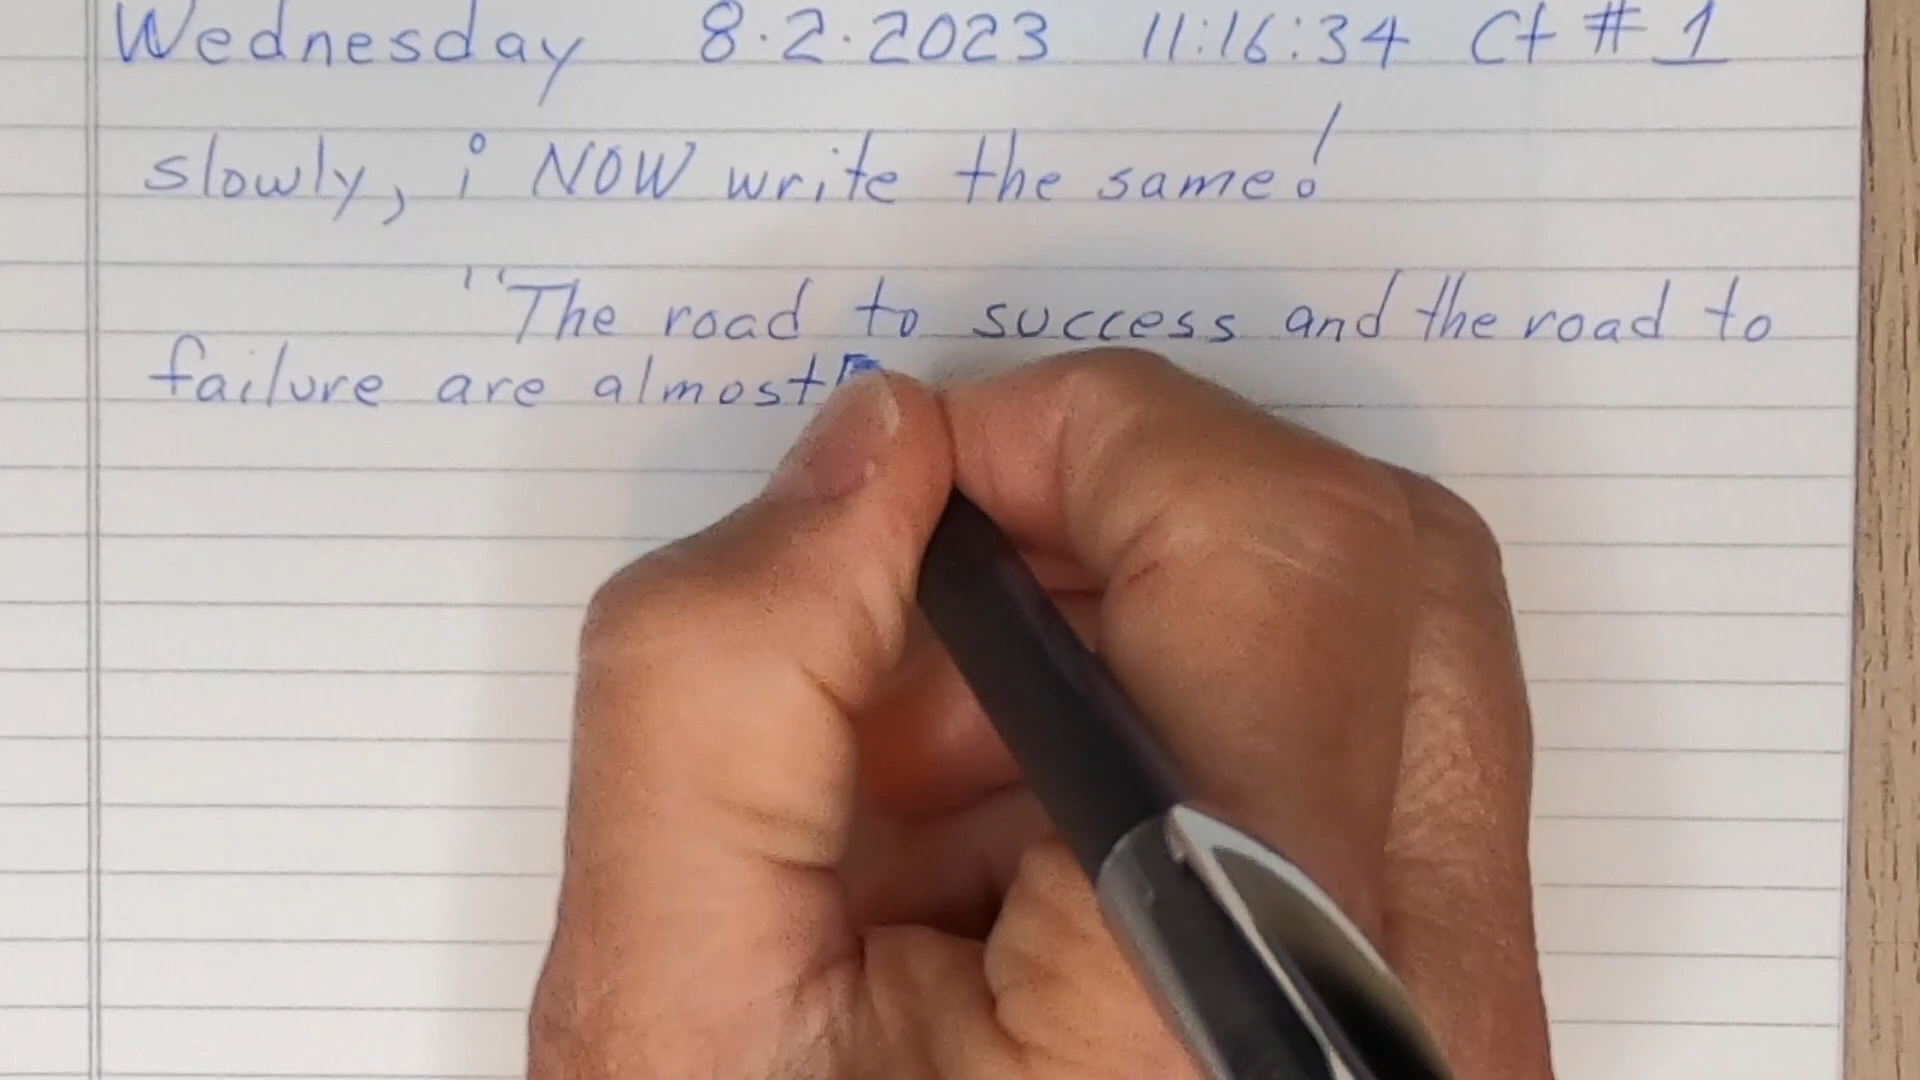 Wednesday 8.2.2023 11:16:34 Ct # 1
slowly, i NOW write the same!
"The road to success and the road to
failure are almost